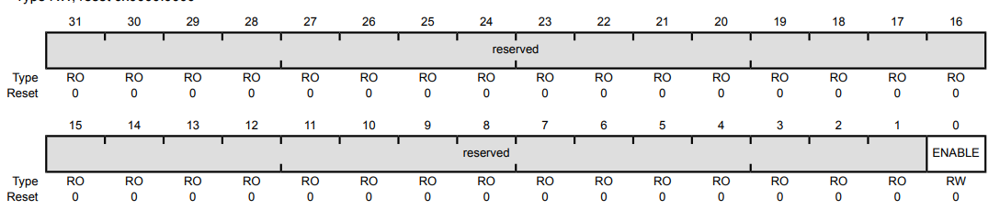 31 30 29 28 27 26 25 24 23 22 21 20 19 18 17 16
reserved
Type RO RO RO RO RO RO RO RO RO RO RO RO RO RO RO RO
Reset 0 0 0 0 0 0 0 0 0 0 0 0 0 0 0 0
15 14 13 12 11 10 9 8 7 6 5 4 3 2 1 0
reserved ENABLE
Type RO RO RO RO RO RO RO RO RO RO RO RO RO RO RO RW
Reset 0 0 0 0 0 0 0 0 0 0 0 0 0 0 0 0